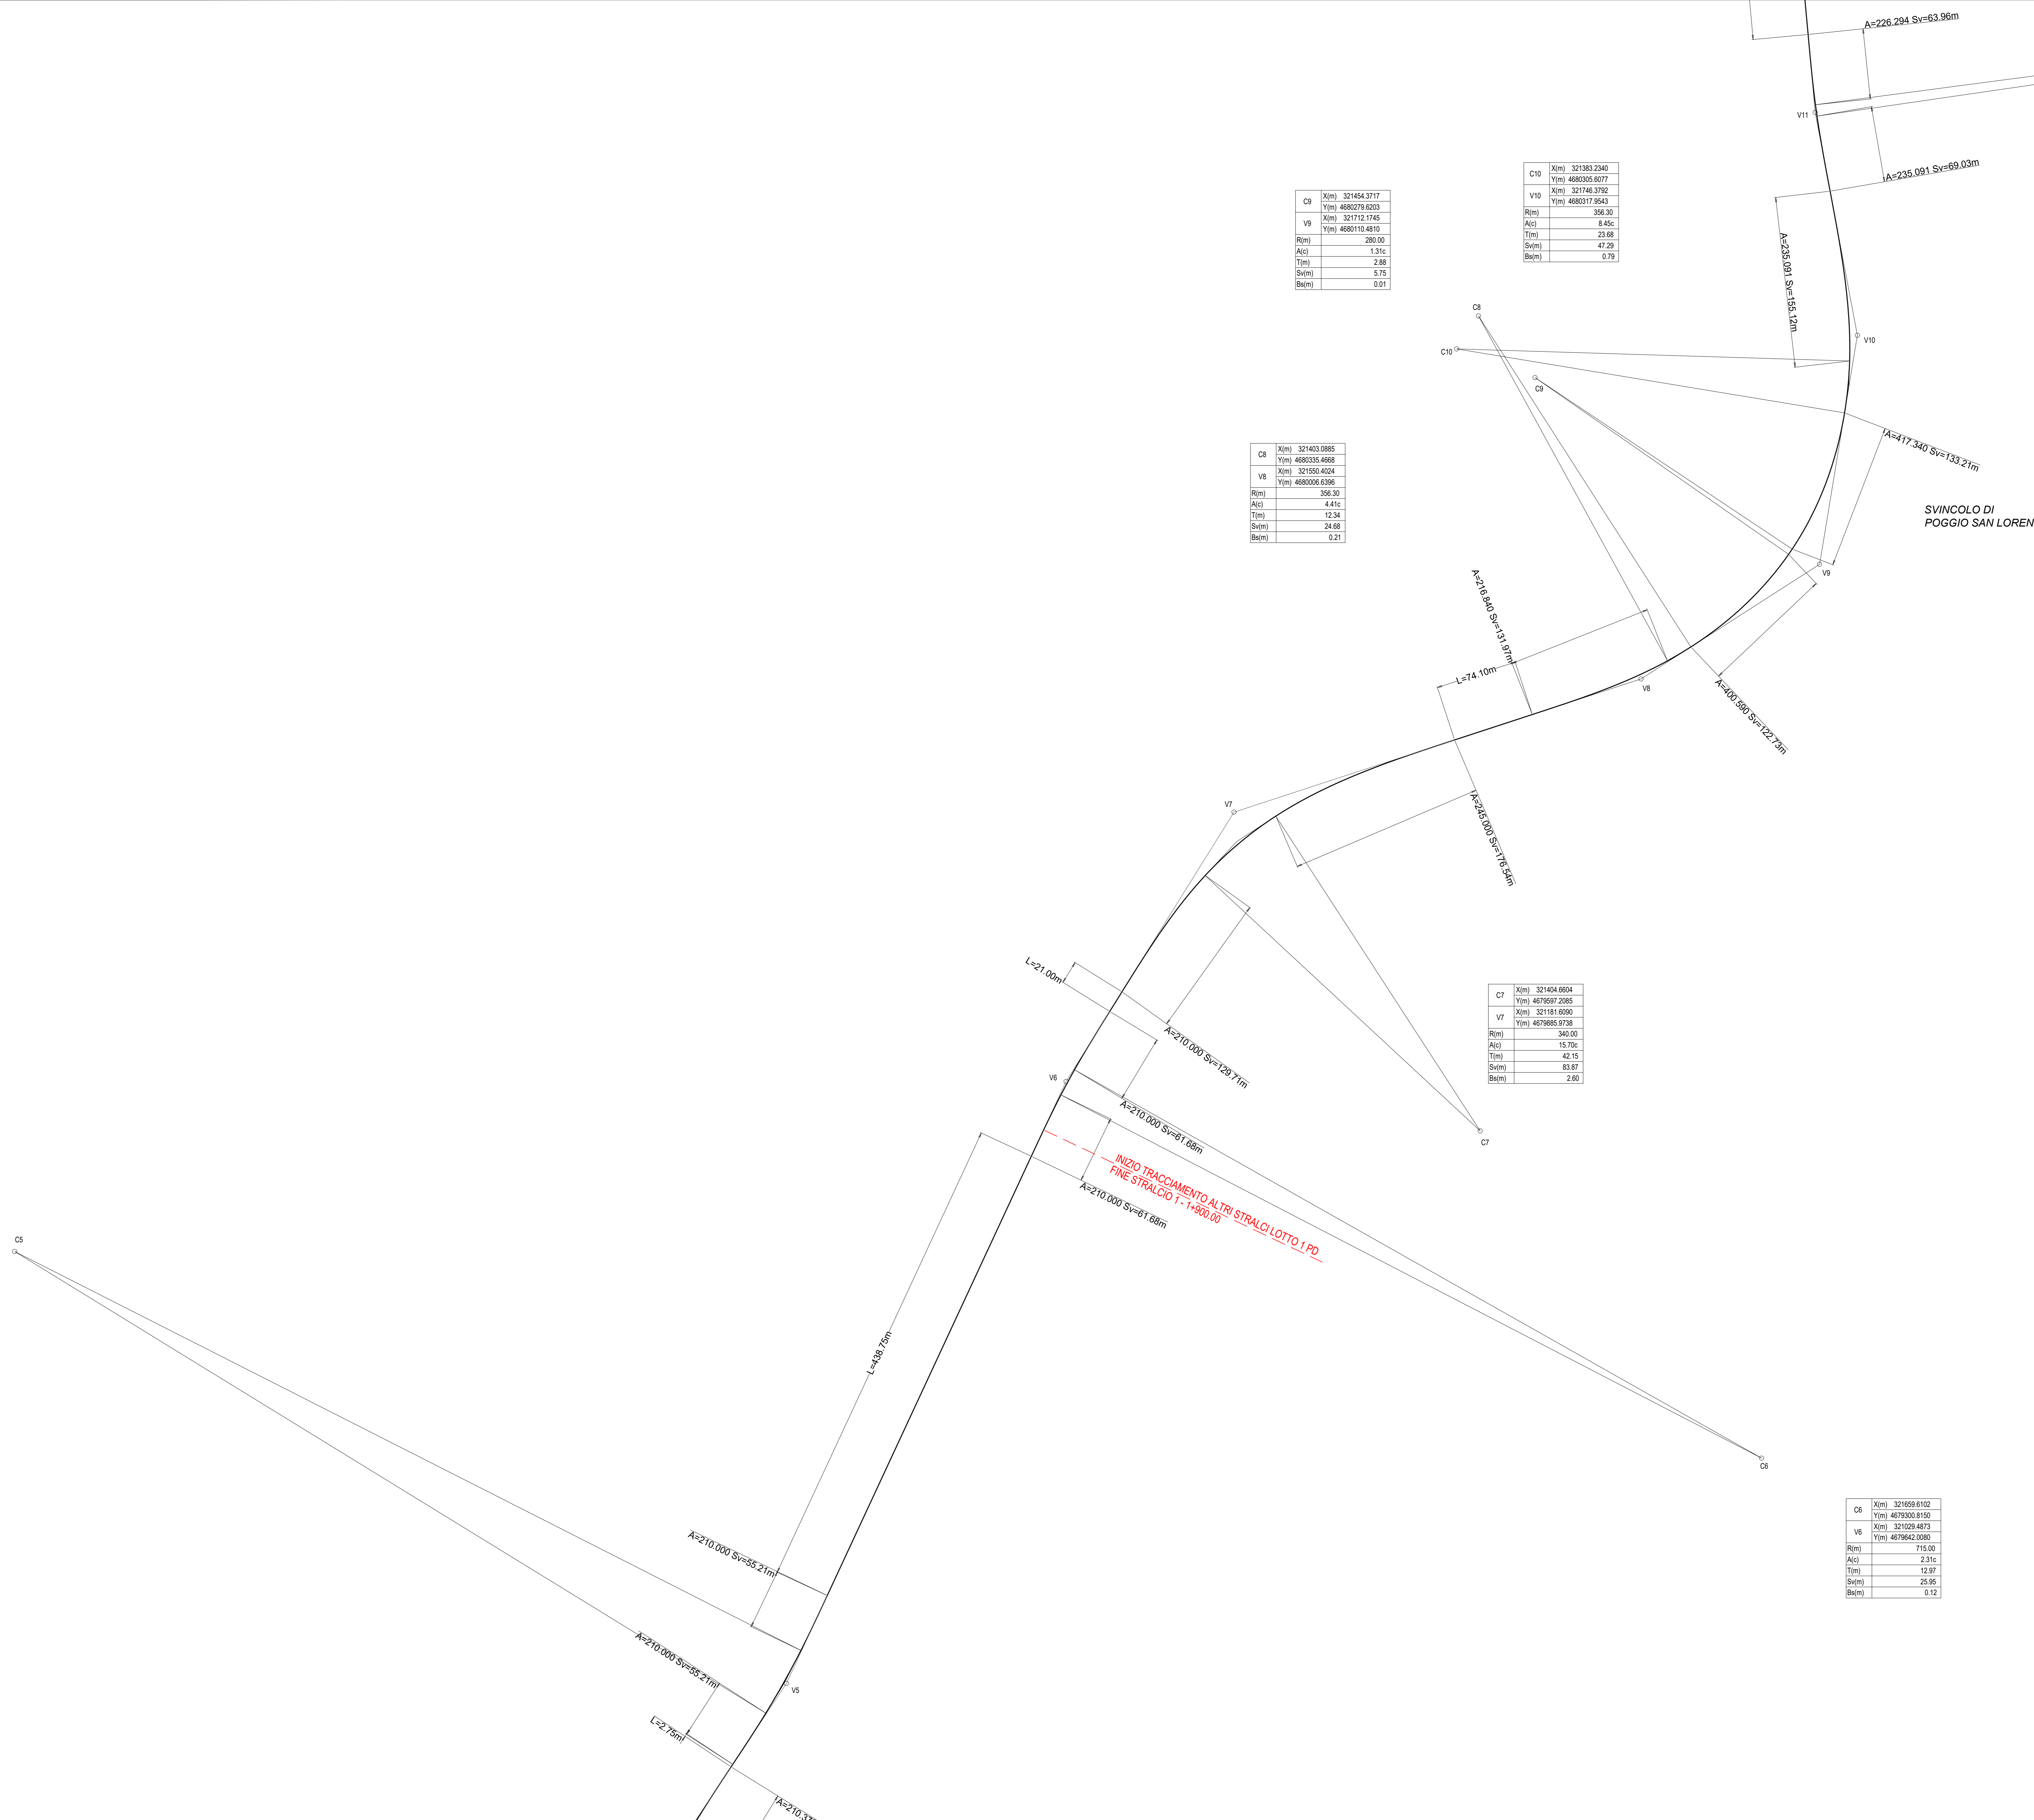 A=226.294 Sv=63.96m
V11
A=235.091 Sv=69.03m
C10
X(m) 321383.2340
Y(m) 4680305.6077
V10
X(m) 321746.3792
Y(m) 4680317.9543
R(m) 356.30
A(c) 8.45c
T(m) 23.68
Sv(m) 47.29
Bs(m) 0.79
C9
X(m) 321454.3717
Y(m) 4680279.6203
V9
X(m) 321712.1745
Y(m) 4680110.4810
R(m) 280.00
A(c) 1.31c
T(m) 2.88
Sv(m) 5.75
Bs(m) 0.01
A=235.091 Sv=155.12m
C8
V10
C10
C9
A=417.340 Sv=133.21m
C8
X(m) 321403.0885
Y(m) 4680335.4668
V8
X(m) 321550.4024
Y(m) 4680006.6396
R(m) 356.30
A(c) 4.41c
T(m) 12.34
Sv(m) 24.68
Bs(m) 0.21
SVINCOLO DI
POGGIO SAN LOREN
V9
A=216.840 Sv=131.97m
L=74.10m
V8
A=400.590 Sv=122.73m
V7
A=245.000 Sv=176.54m
L=21.00m
C7
X(m) 321404.6604
Y(m) 4679597.2085
V7
X(m) 321181.6090
Y(m) 4679885.9738
R(m) 340.00
A(c) 15.70c
T(m) 42.15
Sv(m) 83.87
Bs(m) 2.60
A=210.000 Sv=129.71m
V6
A=210.000 Sv=61.68m
C7
INIZIO TRACCIAMENTO ALTRI STRALCI LOTTO 1 PD
FINE STRALCIO 1 - 1+900.00
A=210.000 Sv=61.68m
C5
L=438.75m
C6
C6
X(m) 321659.6102
Y(m) 4679300.8150
V6
X(m) 321029.4873
Y(m) 4679642.0080
R(m) 715.00
A(c) 2.31c
T(m) 12.97
Sv(m) 25.95
Bs(m) 0.12
A=210.000 Sv=55.21m
A=210.000 Sv=55.21m
V5
L=2.75m